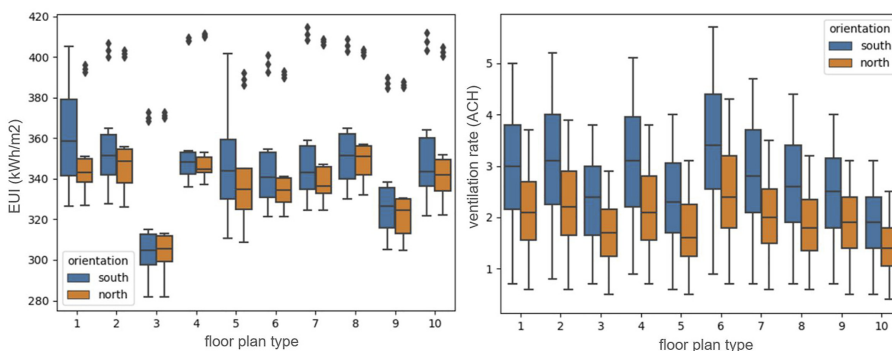 420
400
380
360
340
320
300
280
EUI (kWh/m2)
orientation
south
north
1 2 3 4 5 6 7 8 9 10
floor plan type
5
4
3
2
1
ventilation rate (ACH)
orientation
south
north
1 2 3 4 5 6 7 8 9 10
floor plan type